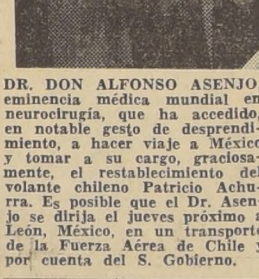 DR. DON ALFONSO ASENJO,
eminencia médica mundial en
neurocirugía, que ha accedido,
en notable gesto de desprendi-
miento, a hacer viaje a México
y tomar a su cargo, graciosa-
mente, el restablecimiento del
volante chileno Patricio Achu-
rra. Es posible que el Dr. Asen-
jo se dirija el jueves próximo a
León, México, en un transporte
de la Fuerza Aérea de Chile y
por cuenta del S. Gobierno.